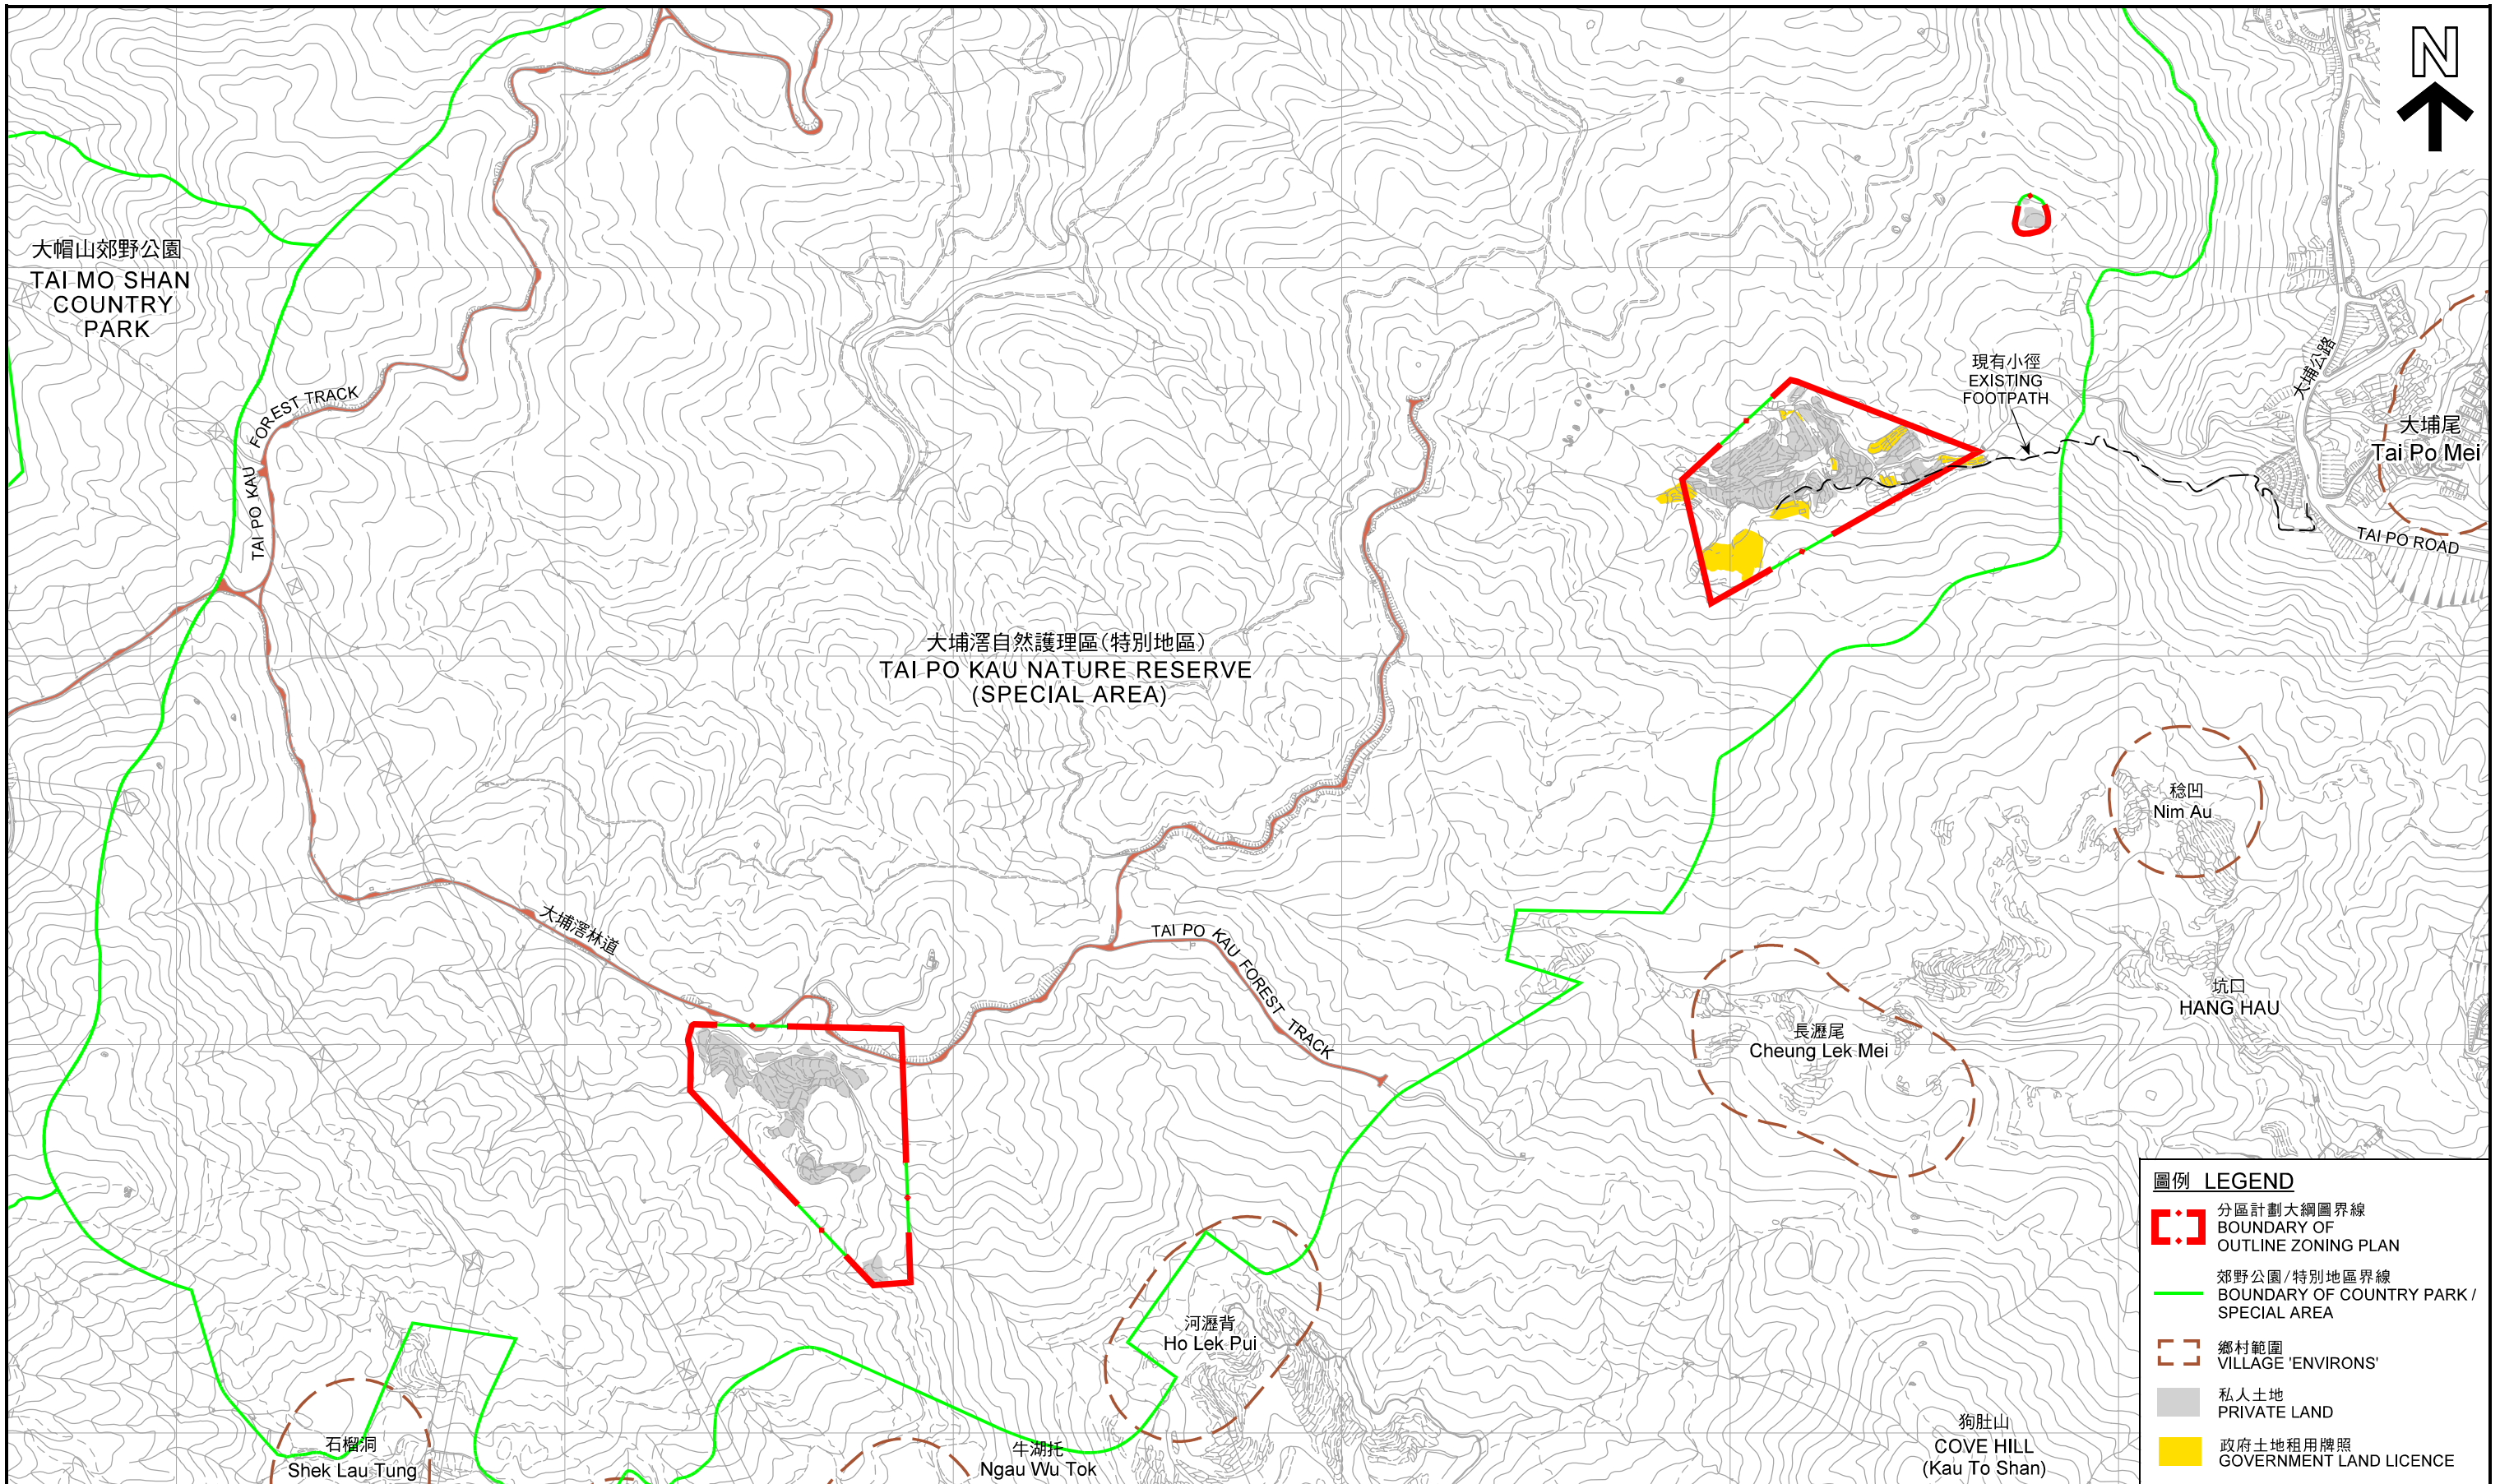 N
大帽山郊野公園
TAI MO SHAN
COUNTRY
PARK
FOREST TRACK
TAI PO KAU
現有小徑
EXISTING
FOOTPATH
大埔公路
大埔尾
Tai Po Mei
TAI PO ROAD
大埔滘自然護理區(特別地區)
TAI PO KAU NATURE RESERVE
(SPECIAL AREA)
稔凹
Nim Au
大埔滘林道
TAI PO KAU FOREST TRACK
坑口
HANG HAU
長瀝尾
Cheung Lek Mei
河瀝背
Ho Lek Pui
石榴洞
Shek Lau Tung
牛湖托
Ngau Wu Tok
狗肚山
COVE HILL
(Kau To Shan)
圖例 LEGEND
分區計劃大綱圖界線
BOUNDARY OF
OUTLINE ZONING PLAN
郊野公園/特別地區界線
BOUNDARY OF COUNTRY PARK /
SPECIAL AREA
鄉村範圍
VILLAGE 'ENVIRONS'
私人土地
PRIVATE LAND
政府土地租用牌照
GOVERNMENT LAND LICENCE